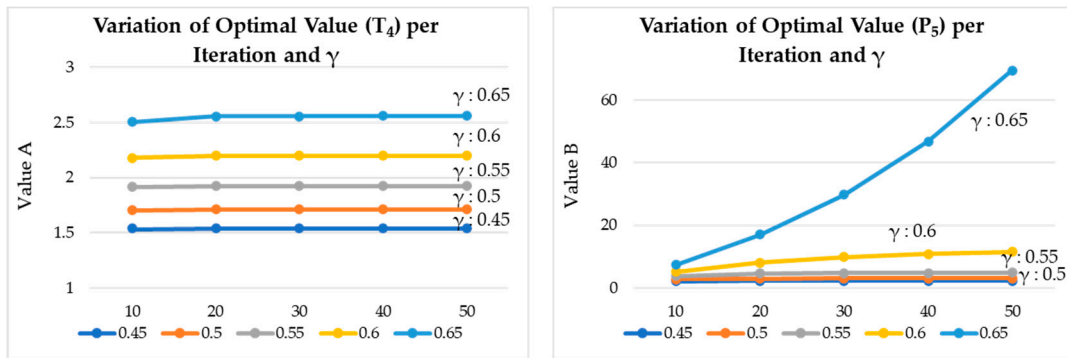 Variation of Optimal Value (T₄) per
Iteration and γ
3
2.5
2
1.5
1
Value A
γ : 0.65
γ : 0.6
γ : 0.55
γ : 0.5
γ : 0.45
10 20 30 40 50
0.45 0.5 0.55 0.6 0.65
Variation of Optimal Value (P₅) per
Iteration and γ
60
40
20
0
Value B
γ : 0.65
γ : 0.6
γ : 0.55
γ : 0.5
10 20 30 40 50
0.45 0.5 0.55 0.6 0.65